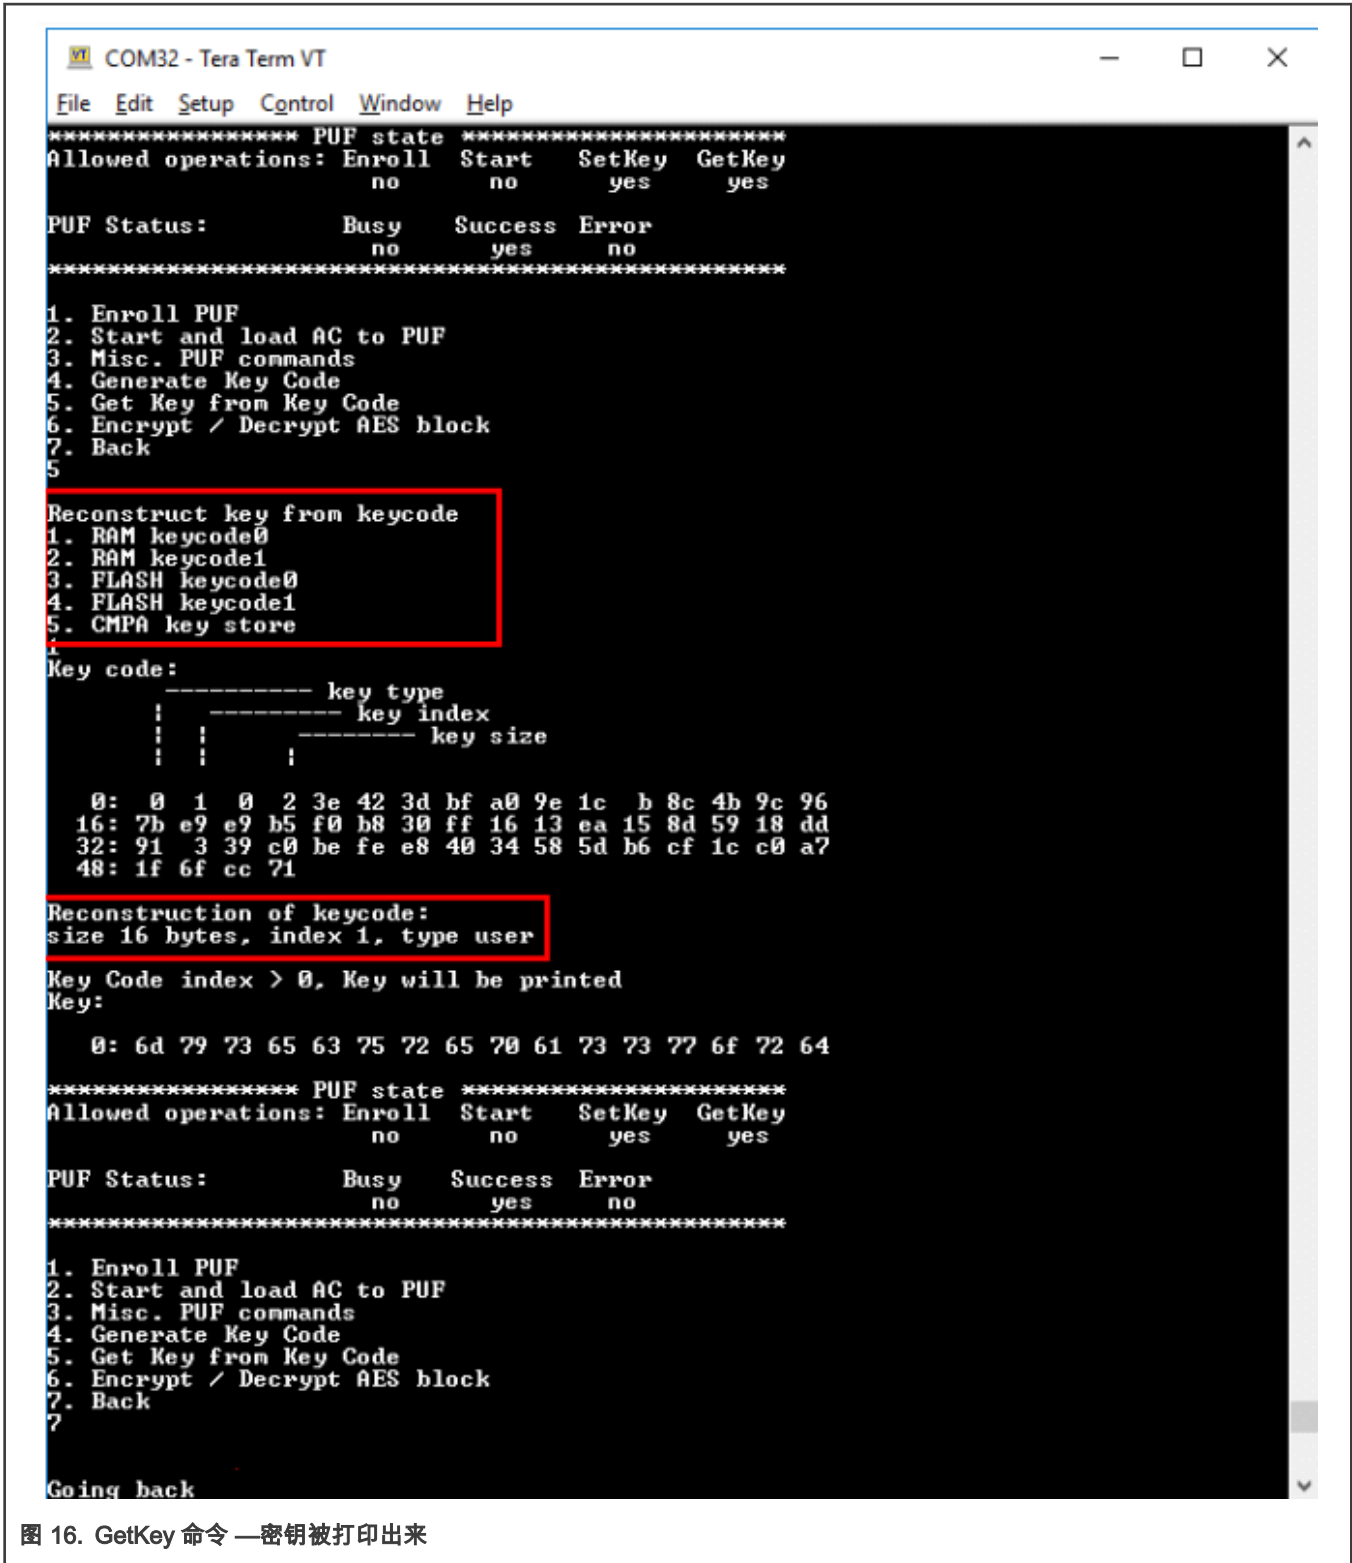 COM32 - Tera Term VT
File Edit Setup Control Window Help
***************** PUF state **********************
Allowed operations: Enroll Start SetKey GetKey
no no yes yes
PUF Status: Busy Success Error
no yes no
**************************************************
1. Enroll PUF
2. Start and load AC to PUF
3. Misc. PUF commands
4. Generate Key Code
5. Get Key from Key Code
6. Encrypt / Decrypt AES block
7. Back
5
Reconstruct key from keycode
1. RAM keycode0
2. RAM keycode1
3. FLASH keycode0
4. FLASH keycode1
5. CMPA key store
1
Key code:
---------- key type
| --------- key index
| | -------- key size
| | |
0: 0 1 0 2 3e 42 3d bf a0 9e 1c b 8c 4b 9c 96
16: 7b e9 e9 b5 f0 b8 30 ff 16 13 ea 15 8d 59 18 dd
32: 91 3 39 c0 be fe e8 40 34 58 5d b6 cf 1c c0 a7
48: 1f 6f cc 71
Reconstruction of keycode:
size 16 bytes, index 1, type user
Key Code index > 0, Key will be printed
Key:
0: 6d 79 73 65 63 75 72 65 70 61 73 73 77 6f 72 64
***************** PUF state **********************
Allowed operations: Enroll Start SetKey GetKey
no no yes yes
PUF Status: Busy Success Error
no yes no
**************************************************
1. Enroll PUF
2. Start and load AC to PUF
3. Misc. PUF commands
4. Generate Key Code
5. Get Key from Key Code
6. Encrypt / Decrypt AES block
7. Back
7
Going back
图 16. GetKey 命令 —密钥被打印出来